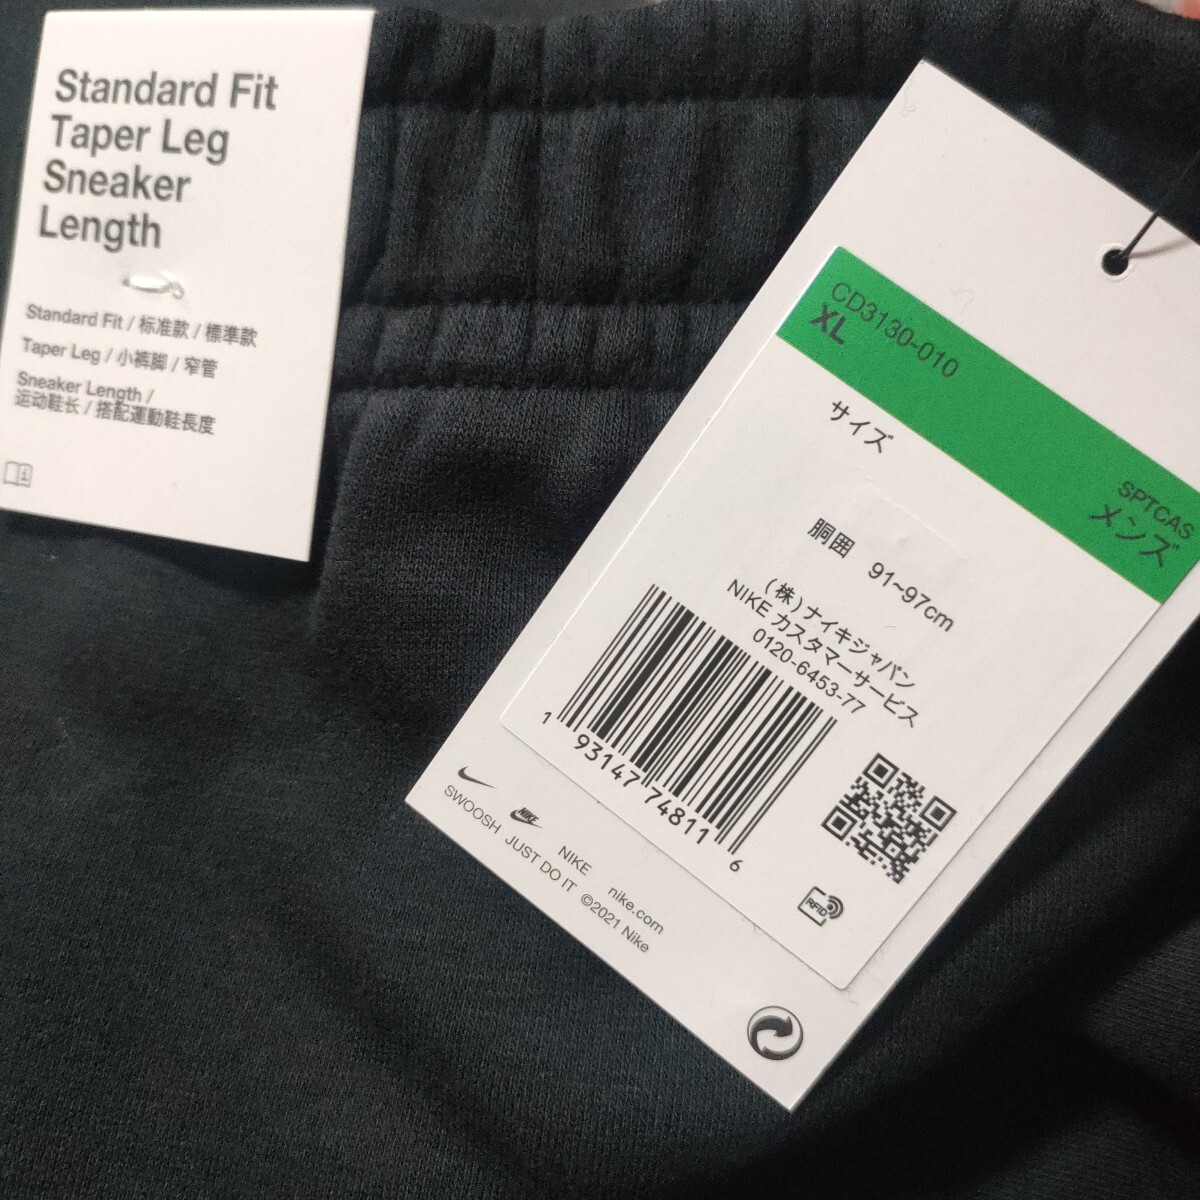 Standard Fit
Taper Leg
Sneaker
Length
Standard Fit / 标准款 / 標準款
Taper Leg / 小裤脚 / 窄管
Sneaker Length /
运动鞋长 / 搭配運動鞋長度
CD3130-010
XL
SPTCAS
メンズ
サイズ
胴囲 91~97cm
(株)ナイキジャパン
NIKE カスタマーサービス
0120-6453-77
1 93147 74811 6
RFID
NIKE
SWOOSH JUST DO IT
NIKE nike.com
©2021 Nike